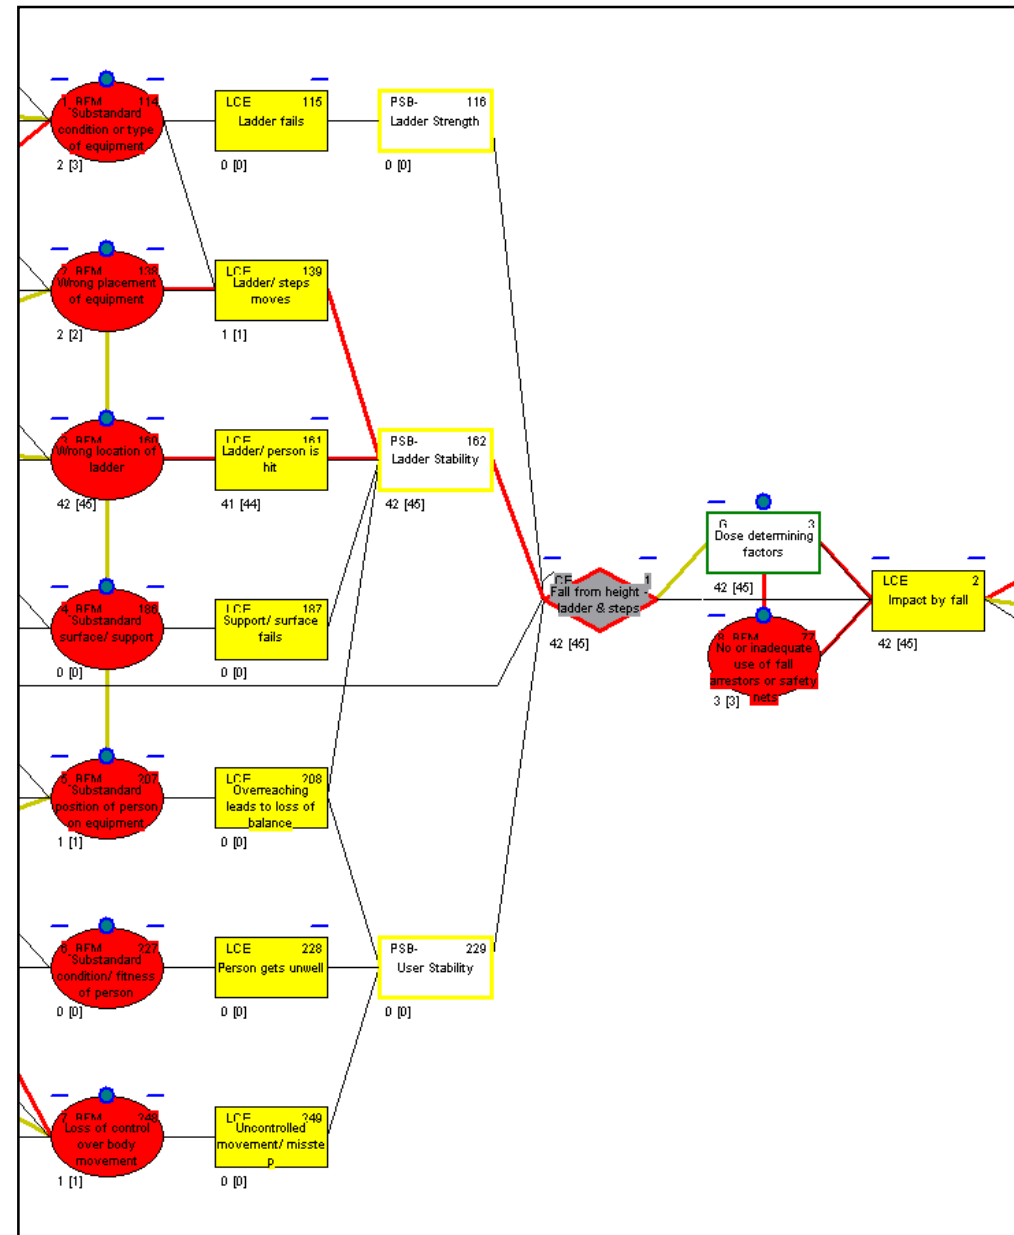 1 BFM 114
Substandard
condition or type
of equipment
2 [3]
LCE 115
Ladder fails
0 [0]
PSB- 116
Ladder Strength
0 [0]
2 BFM 138
Wrong placement
of equipment
2 [2]
LCE 139
Ladder/ steps
moves
1 [1]
3 BFM 160
Wrong location of
ladder
42 [45]
LCE 161
Ladder/ person is
hit
41 [44]
PSB- 162
Ladder Stability
42 [45]
4 BFM 186
Substandard
surface/ support
0 [0]
LCE 187
Support/ surface
fails
0 [0]
CE 1
Fall from height -
ladder & steps
42 [45]
G 3
Dose determining
factors
42 [45]
8 BFM 77
No or inadequate
use of fall
arrestors or safety
nets
3 [3]
LCE 2
Impact by fall
42 [45]
5 BFM 207
Substandard
position of person
on equipment
1 [1]
LCE 208
Overreaching
leads to loss of
balance
0 [0]
6 BFM 227
Substandard
condition/ fitness
of person
0 [0]
LCE 228
Person gets unwell
0 [0]
PSB- 229
User Stability
0 [0]
7 BFM 248
Loss of control
over body
movement
1 [1]
LCE 249
Uncontrolled
movement/ misste
p
0 [0]